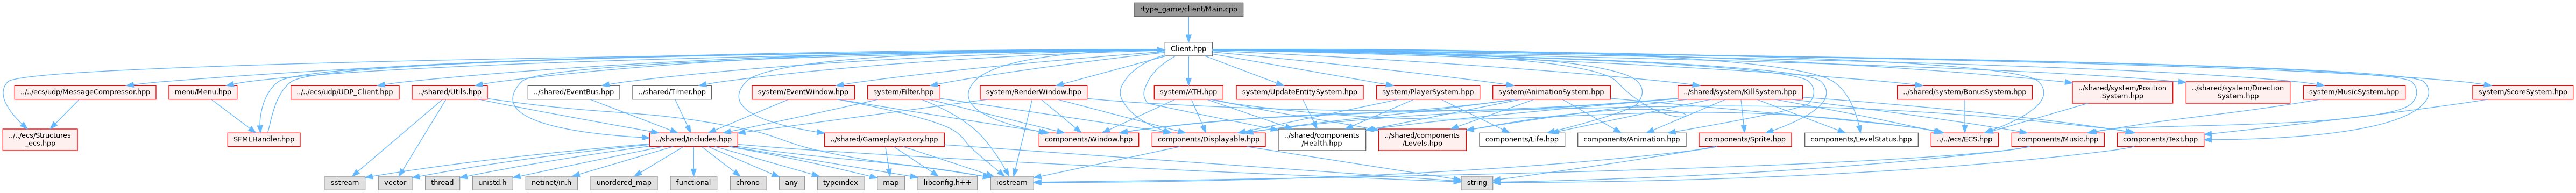 rtype_game/client/Main.cpp
Client.hpp
../../ecs/udp/MessageCompressor.hpp
menu/Menu.hpp
../../ecs/udp/UDP_Client.hpp
../shared/Utils.hpp
../shared/EventBus.hpp
../shared/Timer.hpp
system/EventWindow.hpp
system/Filter.hpp
system/RenderWindow.hpp
system/ATH.hpp
system/UpdateEntitySystem.hpp
system/PlayerSystem.hpp
system/AnimationSystem.hpp
../shared/system/KillSystem.hpp
../shared/system/BonusSystem.hpp
../shared/system/Position
System.hpp
../shared/system/Direction
System.hpp
system/MusicSystem.hpp
system/ScoreSystem.hpp
../../ecs/Structures
_ecs.hpp
SFMLHandler.hpp
../shared/Includes.hpp
../shared/GameplayFactory.hpp
components/Window.hpp
components/Displayable.hpp
../shared/components
/Health.hpp
../shared/components
/Levels.hpp
components/Life.hpp
components/Animation.hpp
components/Sprite.hpp
components/LevelStatus.hpp
../../ecs/ECS.hpp
components/Music.hpp
components/Text.hpp
sstream
vector
thread
unistd.h
netinet/in.h
unordered_map
functional
chrono
any
typeindex
map
libconfig.h++
iostream
string